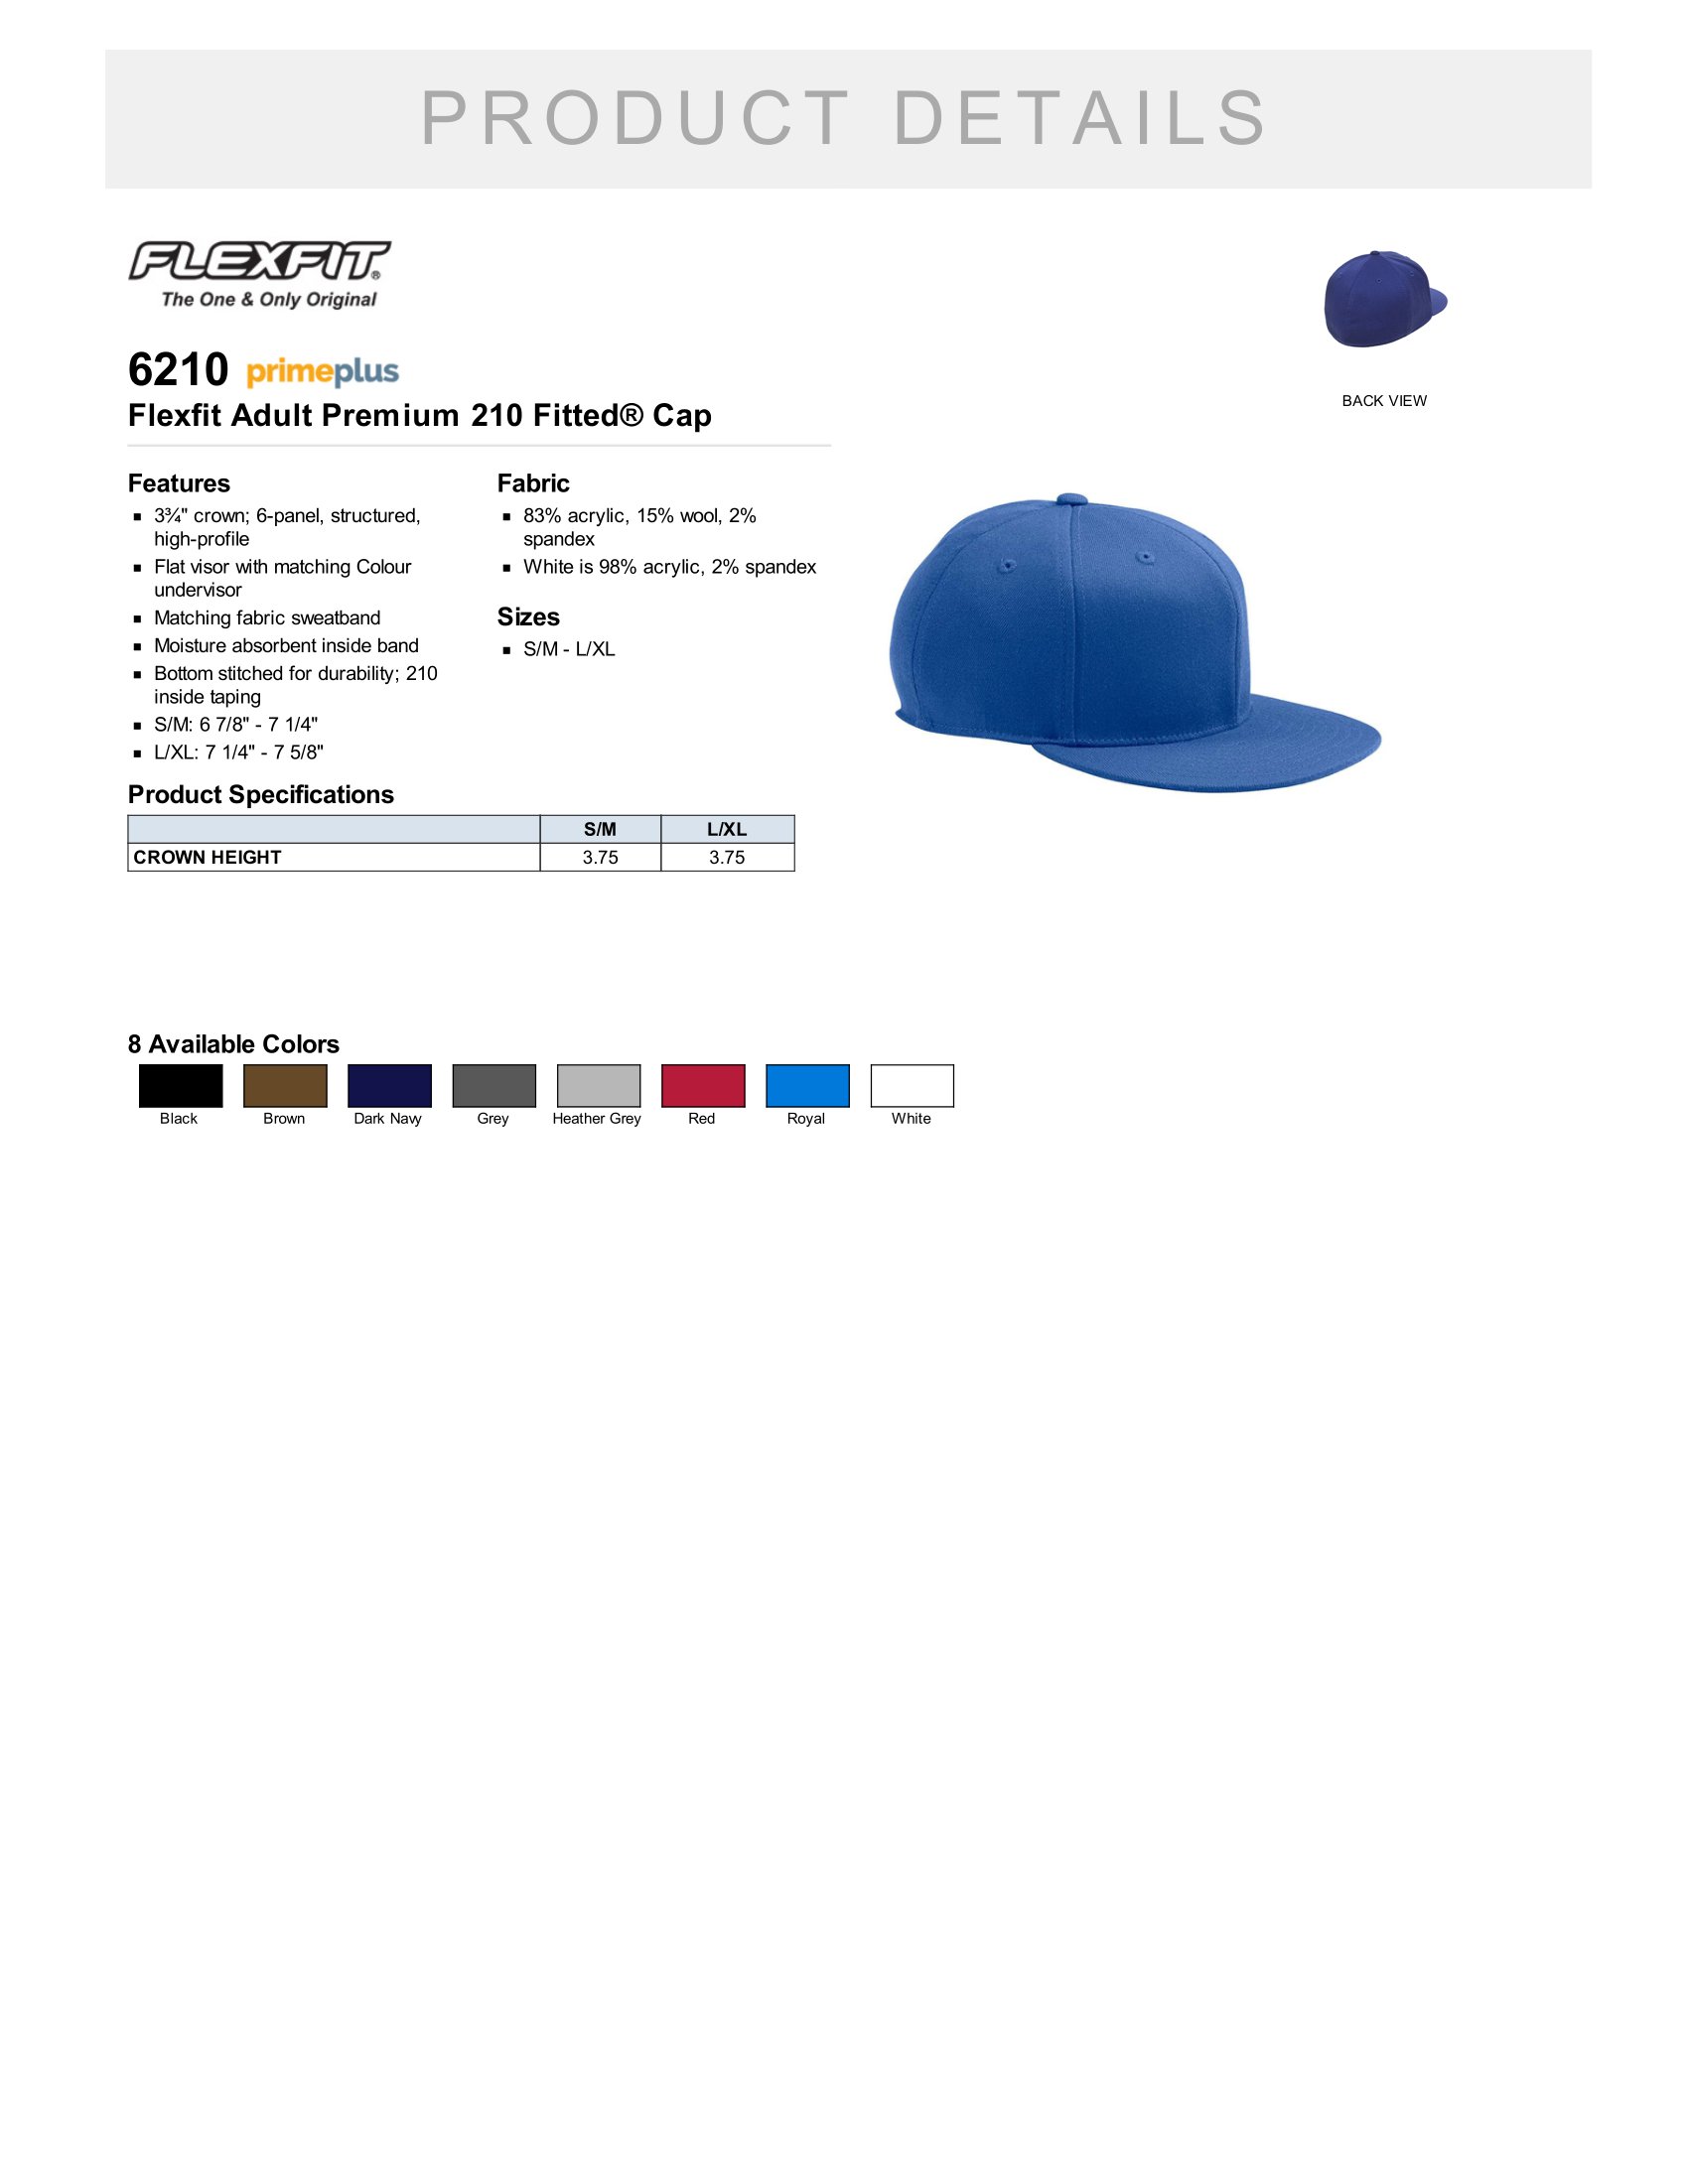 PRODUCT DETAILS
FLEXFIT®
The One & Only Original
6210 primeplus
Flexfit Adult Premium 210 Fitted® Cap
BACK VIEW
Features
▪ 3¾" crown; 6-panel, structured,
high-profile
▪ Flat visor with matching Colour
undervisor
▪ Matching fabric sweatband
▪ Moisture absorbent inside band
▪ Bottom stitched for durability; 210
inside taping
▪ S/M: 6 7/8" - 7 1/4"
▪ L/XL: 7 1/4" - 7 5/8"
Fabric
▪ 83% acrylic, 15% wool, 2%
spandex
▪ White is 98% acrylic, 2% spandex
Sizes
▪ S/M - L/XL
Product Specifications
S/M L/XL
CROWN HEIGHT 3.75 3.75
8 Available Colors
Black Brown Dark Navy Grey Heather Grey Red Royal White